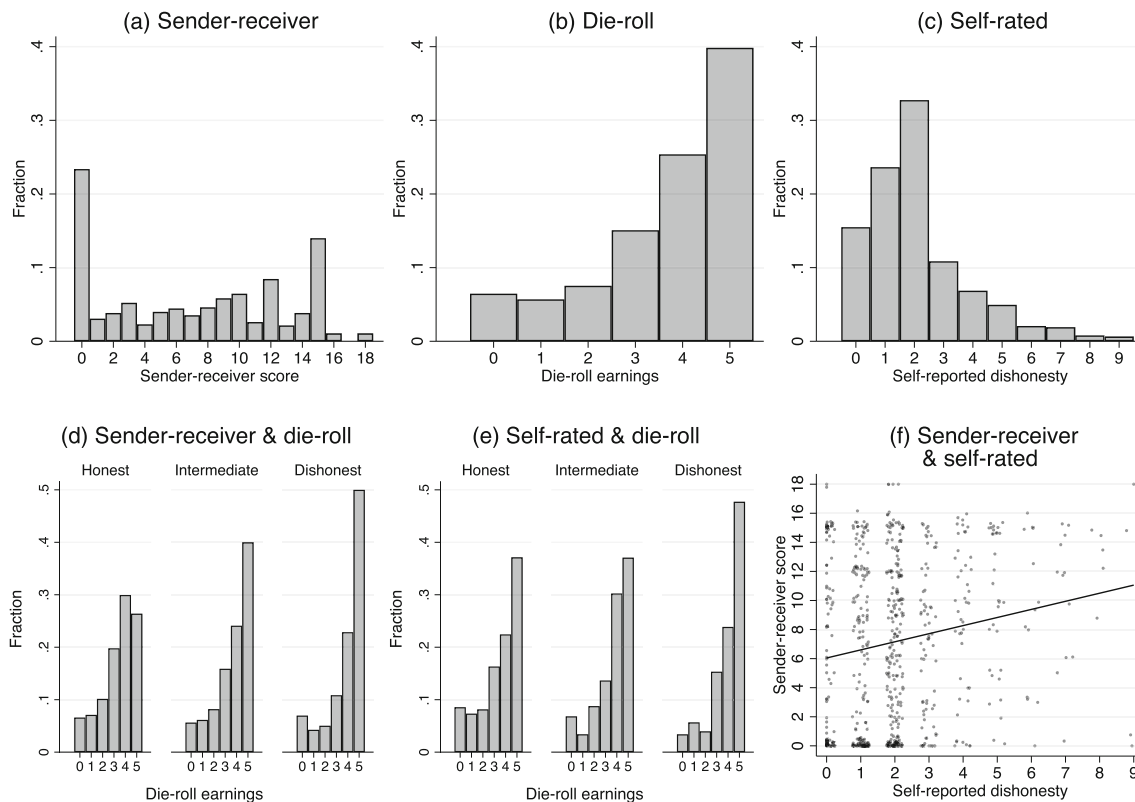 (a) Sender-receiver
Fraction
0 .1 .2 .3 .4
0 2 4 6 8 10 12 14 16 18
Sender-receiver score
(b) Die-roll
Fraction
0 .1 .2 .3 .4
0 1 2 3 4 5
Die-roll earnings
(c) Self-rated
Fraction
0 .1 .2 .3 .4
0 1 2 3 4 5 6 7 8 9
Self-reported dishonesty
(d) Sender-receiver & die-roll
Honest Intermediate Dishonest
Fraction
0 .1 .2 .3 .4 .5
0 1 2 3 4 5 0 1 2 3 4 5 0 1 2 3 4 5
Die-roll earnings
(e) Self-rated & die-roll
Honest Intermediate Dishonest
Fraction
0 .1 .2 .3 .4 .5
0 1 2 3 4 5 0 1 2 3 4 5 0 1 2 3 4 5
Die-roll earnings
(f) Sender-receiver
& self-rated
Sender-receiver score
0 2 4 6 8 10 12 14 16 18
0 1 2 3 4 5 6 7 8 9
Self-reported dishonesty